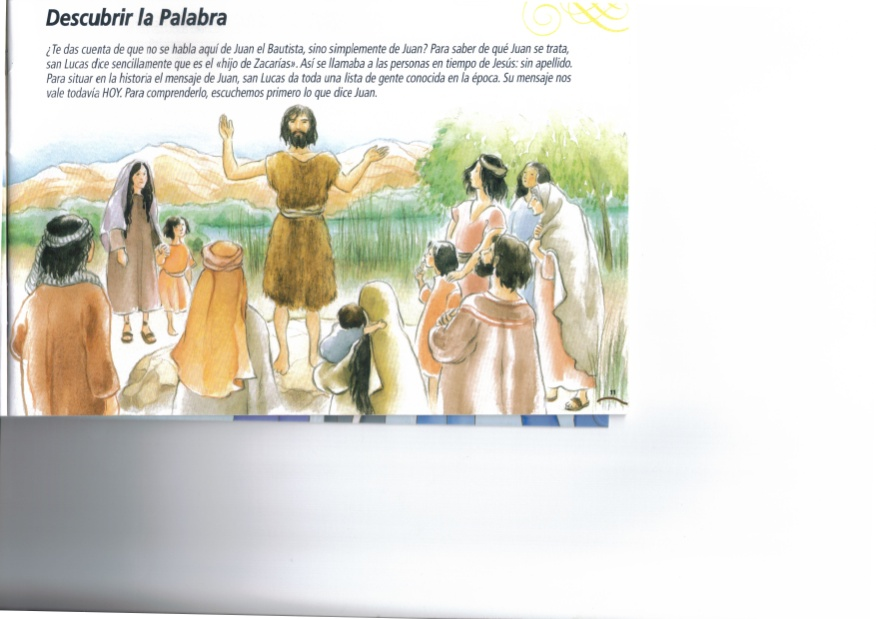 Descubrir la Palabra
¿Te das cuenta de que no se habla aquí de Juan el Bautista, sino simplemente de Juan? Para saber de qué Juan se trata,
san Lucas dice sencillamente que es el «hijo de Zacarías». Así se llamaba a las personas en tiempo de Jesús: sin apellido.
Para situar en la historia el mensaje de Juan, san Lucas da toda una lista de gente conocida en la época. Su mensaje nos
vale todavía HOY. Para comprenderlo, escuchemos primero lo que dice Juan.
11